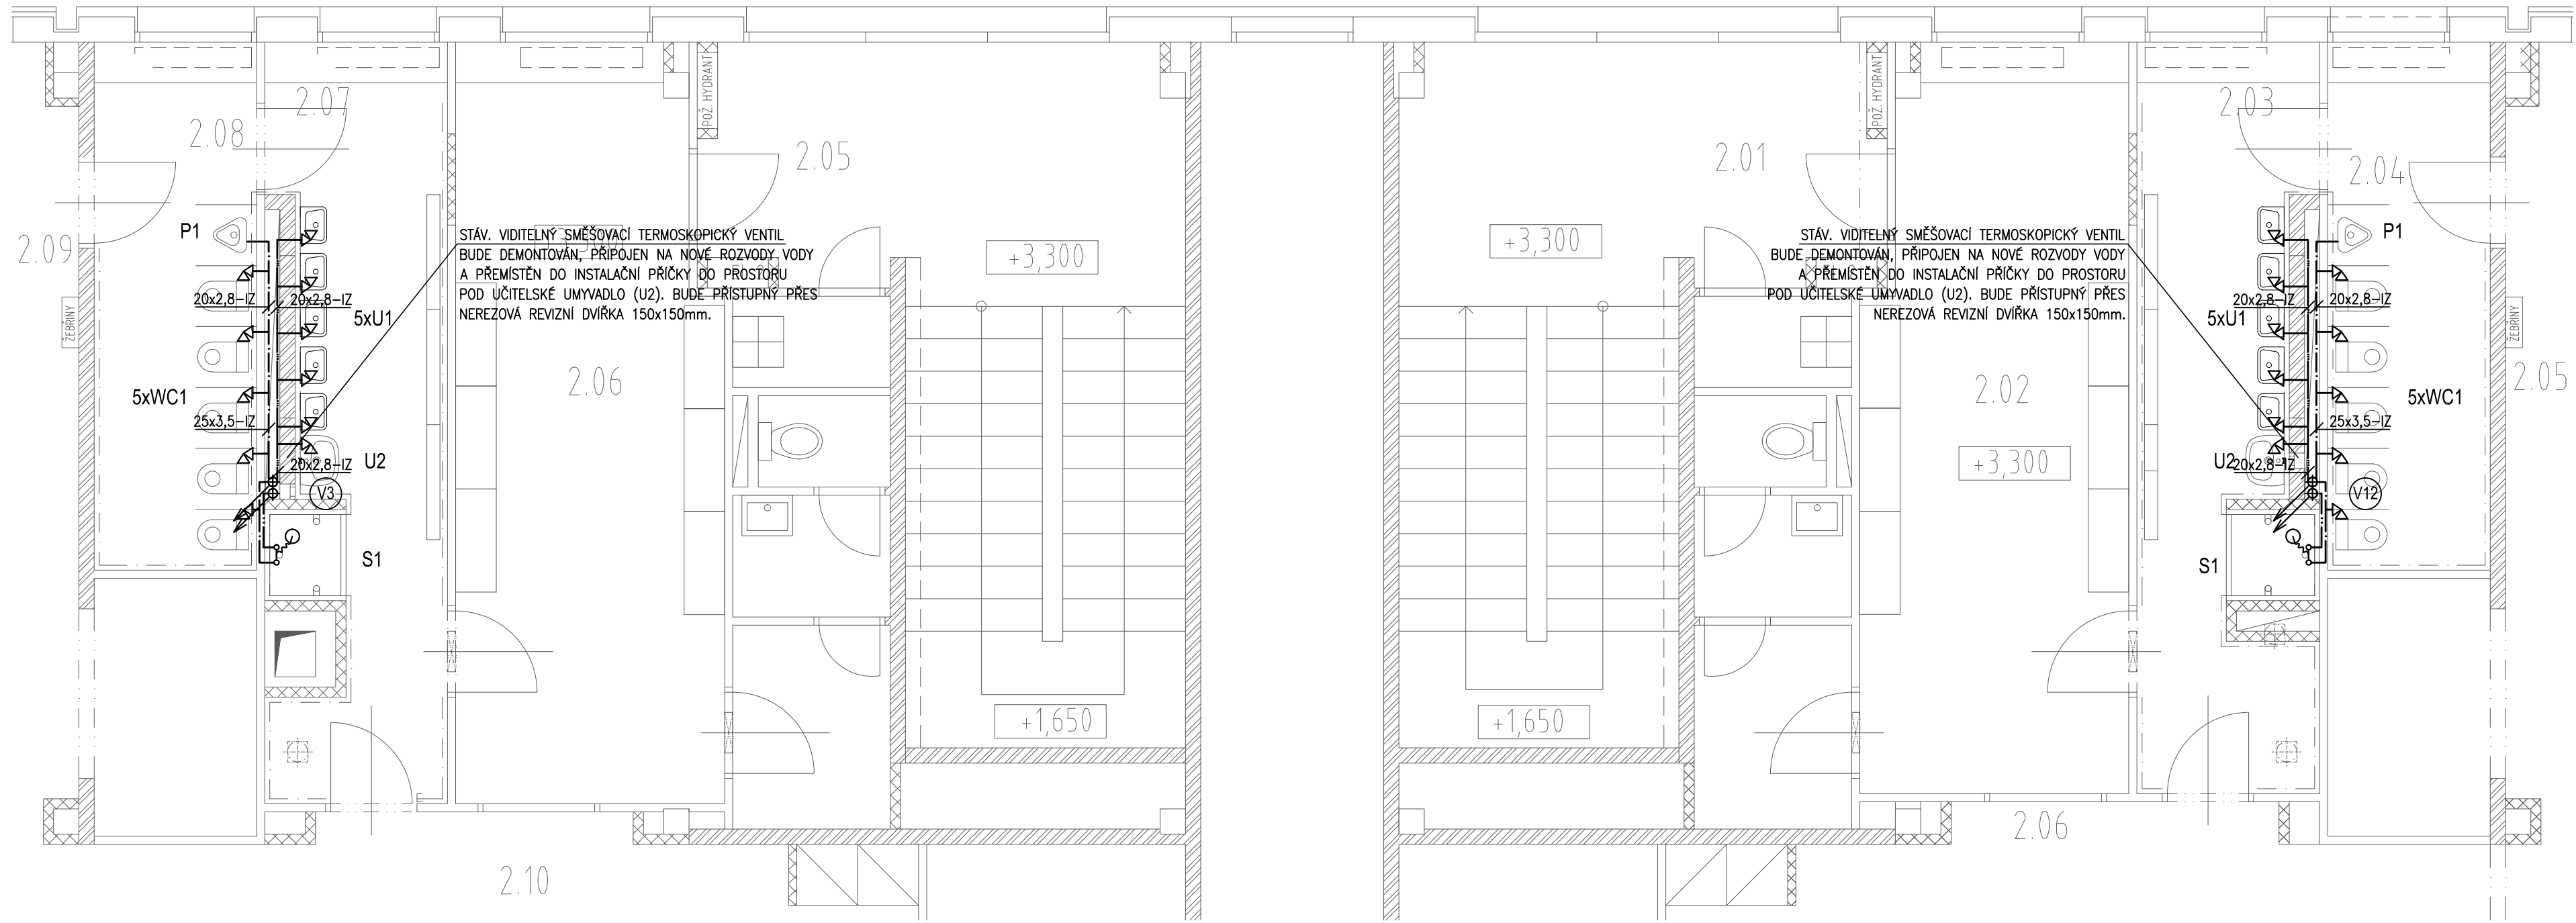 2.07
2.08
P1
2.09
ŽEBŘINY
20x2,8-IZ
20x2,8-IZ
5xU1
5xWC1
25x3,5-IZ
20x2,8-IZ
U2
V3
S1
POŽ. HYDRANT
2.05
STÁV. VIDITELNÝ SMĚŠOVACÍ TERMOSKOPICKÝ VENTIL
BUDE DEMONTOVÁN, PŘIPOJEN NA NOVÉ ROZVODY VODY
A PŘEMÍSTĚN DO INSTALAČNÍ PŘÍČKY DO PROSTORU
POD UČITELSKÉ UMYVADLO (U2). BUDE PŘÍSTUPNÝ PŘES
NEREZOVÁ REVIZNÍ DVÍŘKA 150x150mm.
+3,300
2.06
+1,650
2.10
POŽ. HYDRANT
2.01
+3,300
STÁV. VIDITELNÝ SMĚŠOVACÍ TERMOSKOPICKÝ VENTIL
BUDE DEMONTOVÁN, PŘIPOJEN NA NOVÉ ROZVODY VODY
A PŘEMÍSTĚN DO INSTALAČNÍ PŘÍČKY DO PROSTORU
POD UČITELSKÉ UMYVADLO (U2). BUDE PŘÍSTUPNÝ PŘES
NEREZOVÁ REVIZNÍ DVÍŘKA 150x150mm.
2.02
+3,300
+1,650
2.06
2.03
2.04
P1
20x2,8-IZ
20x2,8-IZ
5xU1
ŽEBŘINY
2.05
5xWC1
25x3,5-IZ
U2
20x2,8-IZ
V12
S1